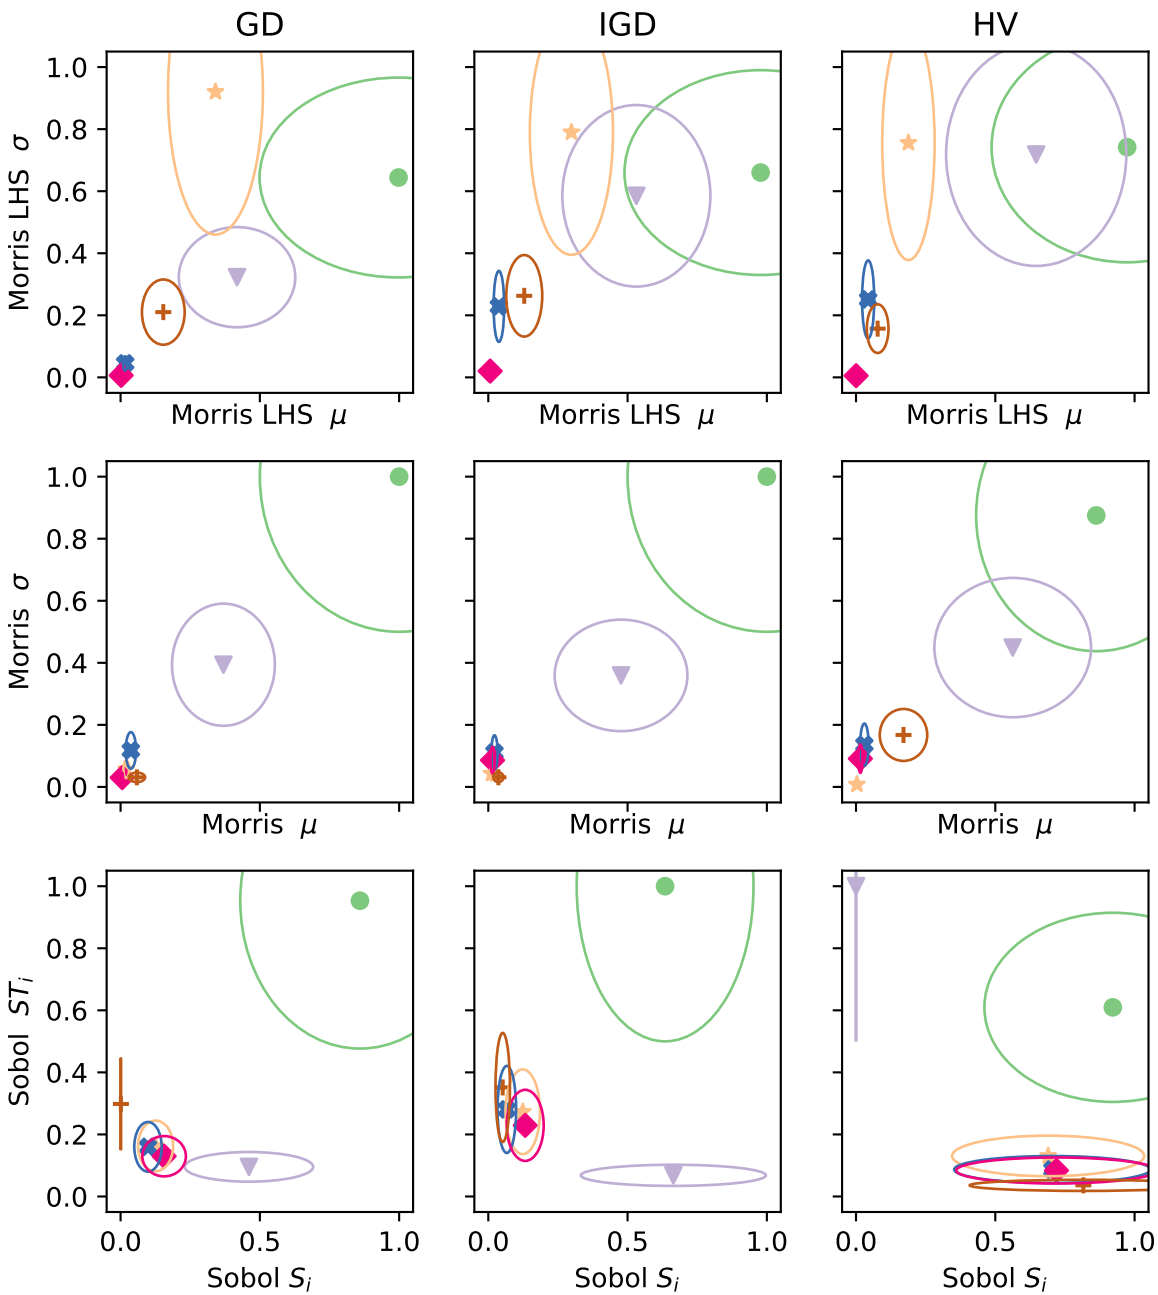 GD IGD HV
1.0
0.8
0.6
0.4
0.2
0.0
Morris LHS σ
Morris LHS μ Morris LHS μ Morris LHS μ
1.0
0.8
0.6
0.4
0.2
0.0
Morris σ
Morris μ Morris μ Morris μ
1.0
0.8
0.6
0.4
0.2
0.0
Sobol STᵢ
0.0 0.5 1.0 0.0 0.5 1.0 0.0 0.5 1.0
Sobol Sᵢ Sobol Sᵢ Sobol Sᵢ